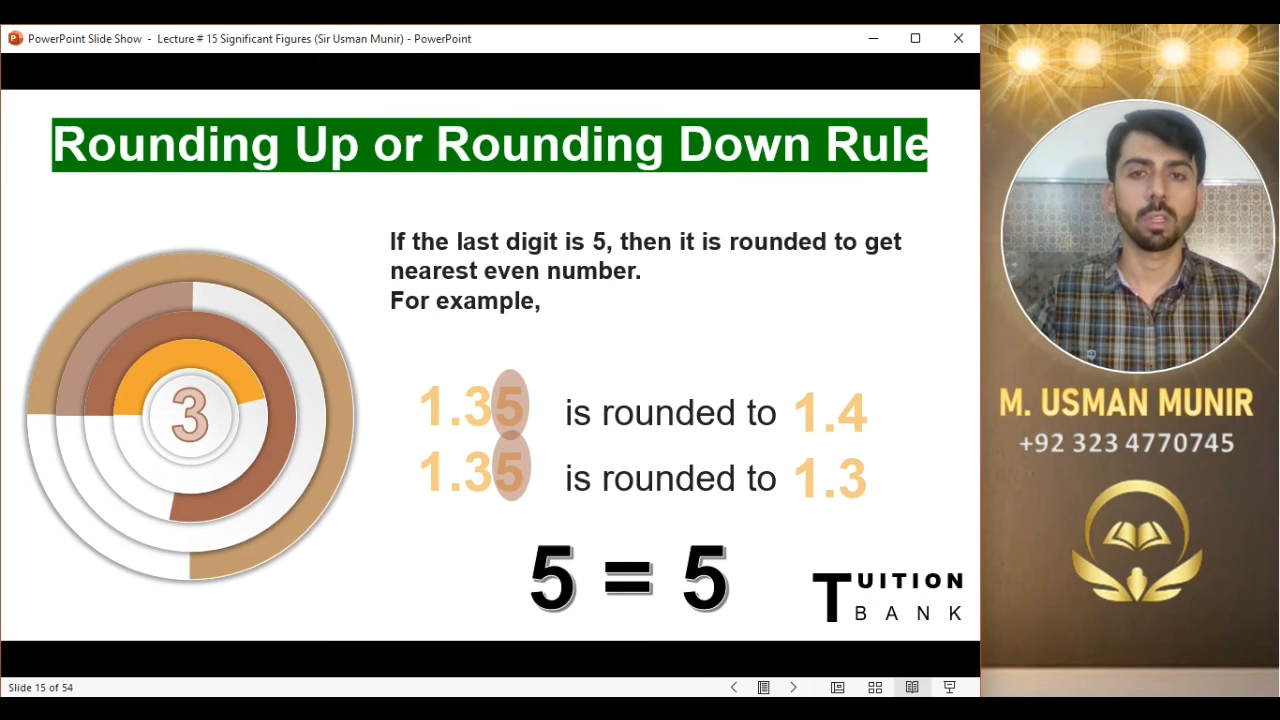 PowerPoint Slide Show - Lecture # 15 Significant Figures (Sir Usman Munir) - PowerPoint
Rounding Up or Rounding Down Rule
If the last digit is 5, then it is rounded to get
nearest even number.
For example,
1.35 is rounded to 1.4
1.35 is rounded to 1.3
3
5 = 5
TUITION
BANK
Slide 15 of 54
M. USMAN MUNIR
+92 323 4770745